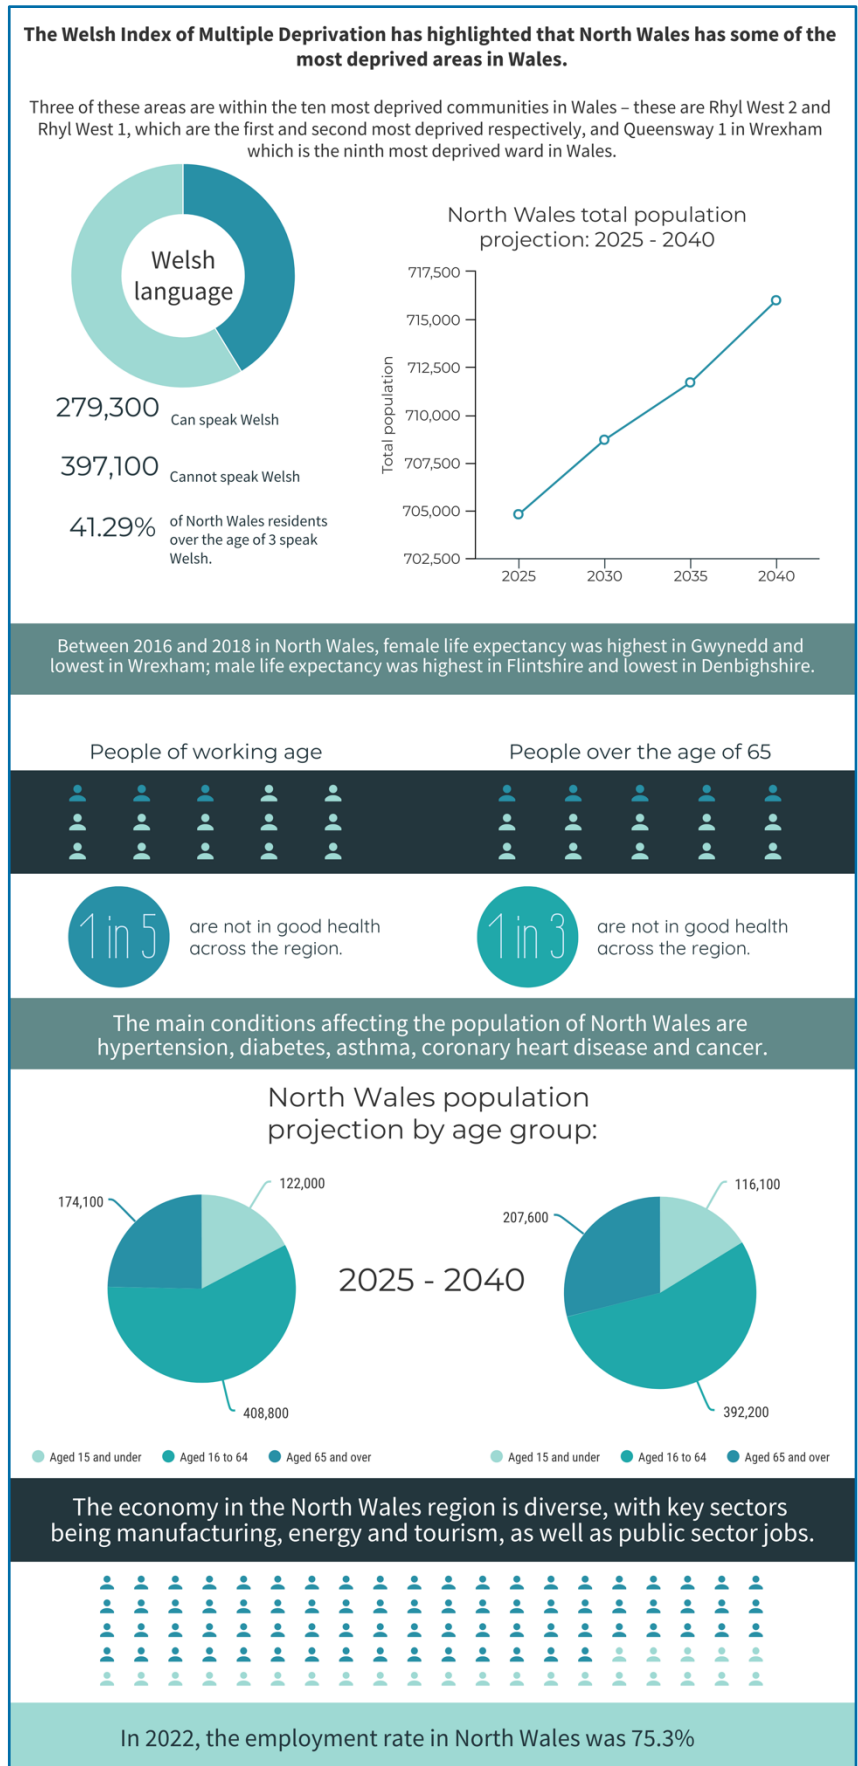 The Welsh Index of Multiple Deprivation has highlighted that North Wales has some of the
most deprived areas in Wales.
Three of these areas are within the ten most deprived communities in Wales – these are Rhyl West 2 and
Rhyl West 1, which are the first and second most deprived respectively, and Queensway 1 in Wrexham
which is the ninth most deprived ward in Wales.
Welsh
language
279,300 Can speak Welsh
397,100 Cannot speak Welsh
41.29% of North Wales residents
over the age of 3 speak
Welsh.
North Wales total population
projection: 2025 - 2040
Total population
717,500
715,000
712,500
710,000
707,500
705,000
702,500
2025 2030 2035 2040
Between 2016 and 2018 in North Wales, female life expectancy was highest in Gwynedd and
lowest in Wrexham; male life expectancy was highest in Flintshire and lowest in Denbighshire.
People of working age
People over the age of 65
1 in 5
are not in good health
across the region.
1 in 3
are not in good health
across the region.
The main conditions affecting the population of North Wales are
hypertension, diabetes, asthma, coronary heart disease and cancer.
North Wales population
projection by age group:
174,100
122,000
408,800
2025 - 2040
207,600
116,100
392,200
Aged 15 and under Aged 16 to 64 Aged 65 and over
Aged 15 and under Aged 16 to 64 Aged 65 and over
The economy in the North Wales region is diverse, with key sectors
being manufacturing, energy and tourism, as well as public sector jobs.
In 2022, the employment rate in North Wales was 75.3%